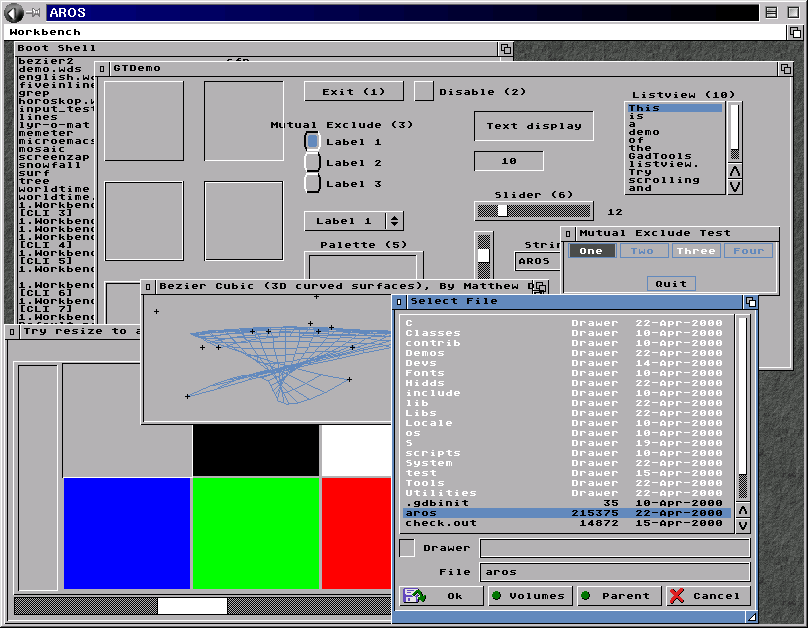 AROS
Workbench
Boot Shell
bezier2
demo.wds
english.w
fiveinline
grep
horoskop.w
input_test
lines
lyr-o-mat
memeter
microemacs
mosaic
screenzap
snowfall
surf
tree
worldtime
worldtime.
1.Workbenc
[CLI 3]
1.Workbenc
1.Workbenc
[CLI 4]
1.Workbenc
[CLI 5]
1.Workbenc
1.Workbenc
[CLI 6]
1.Workbenc
[CLI 7]
1.Workbenc
GTDemo
Exit (1)
Disable (2)
Mutual Exclude (3)
Label 1
Label 2
Label 3
Label 1
Palette (5)
Text display
10
Slider (6)
12
Strin
AROS
Listview (10)
This
is
a
demo
of
the
GadTools
listview.
Try
scrolling
and
Mutual Exclude Test
One Two Three Four
Quit
Bezier Cubic (3D curved surfaces), By Matthew D
Try resize to a
Select File
C Drawer 22-Apr-2000
Classes Drawer 10-Apr-2000
contrib Drawer 10-Apr-2000
Demos Drawer 22-Apr-2000
Devs Drawer 14-Apr-2000
Fonts Drawer 10-Apr-2000
Hidds Drawer 22-Apr-2000
include Drawer 10-Apr-2000
lib Drawer 22-Apr-2000
Libs Drawer 22-Apr-2000
Locale Drawer 10-Apr-2000
os Drawer 10-Apr-2000
S Drawer 19-Apr-2000
scripts Drawer 10-Apr-2000
System Drawer 22-Apr-2000
test Drawer 15-Apr-2000
Tools Drawer 22-Apr-2000
Utilities Drawer 22-Apr-2000
.gdbinit 35 10-Apr-2000
aros 215375 22-Apr-2000
check.out 14872 15-Apr-2000
Drawer
File aros
Ok Volumes Parent Cancel